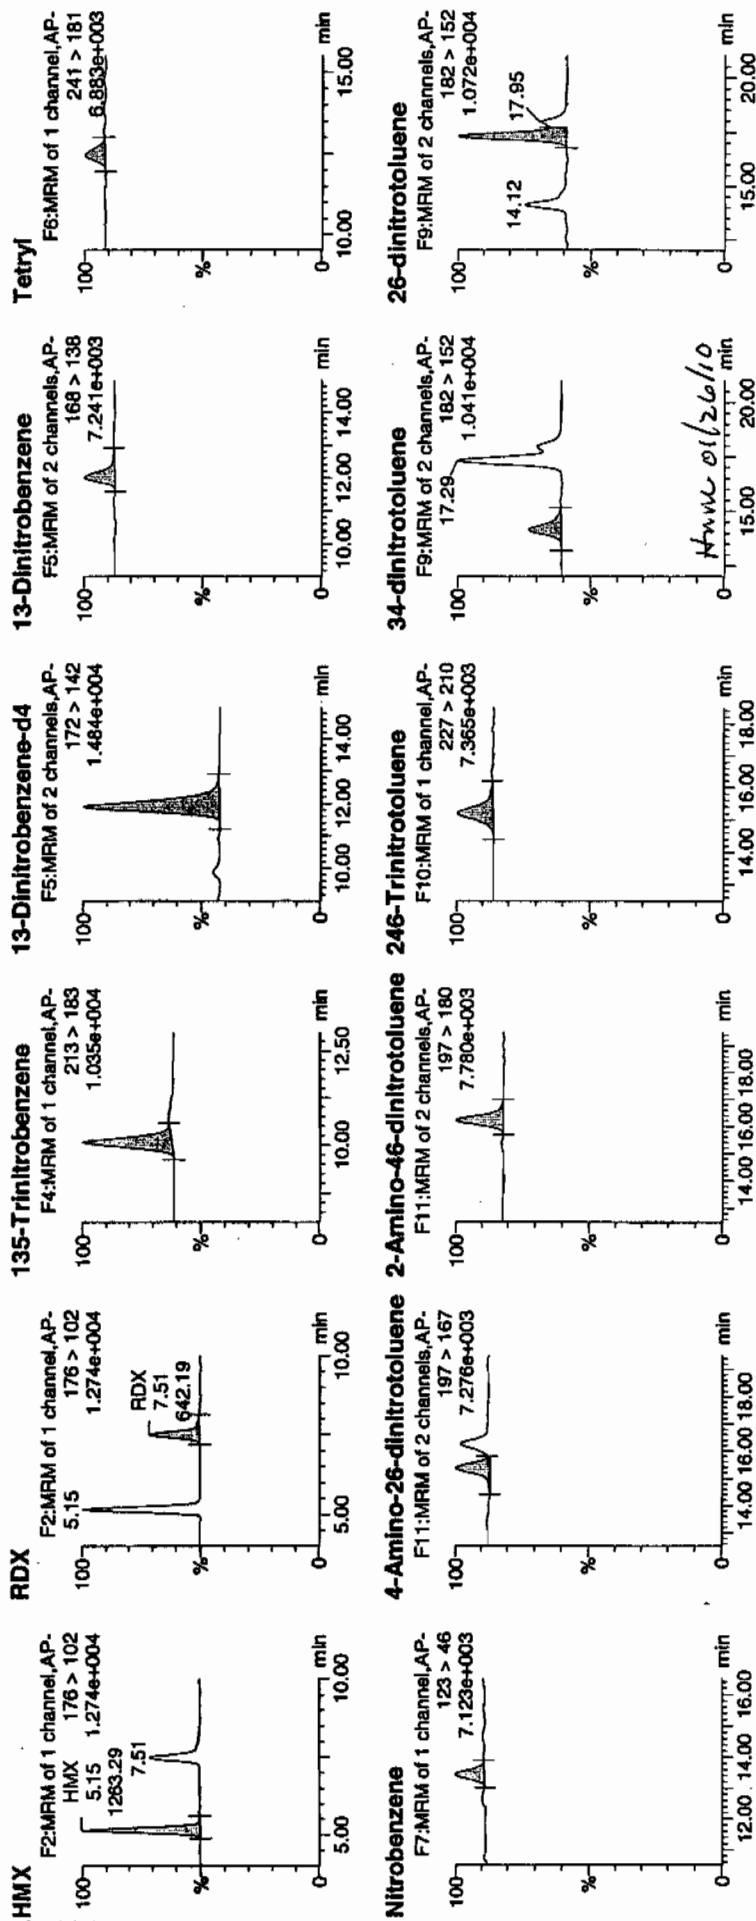 HMX
F2:MRM of 1 channel,AP-
176 > 102
1.274e+004
HMX
5.15
1263.29
7.51
100
%
0
5.00
10.00
min
RDX
F2:MRM of 1 channel,AP-
176 > 102
1.274e+004
5.15
RDX
7.51
642.19
100
%
0
5.00
10.00
min
135-Trinitrobenzene
F4:MRM of 1 channel,AP-
213 > 183
1.035e+004
100
%
0
10.00
12.50
min
13-Dinitrobenzene-d4
F5:MRM of 2 channels,AP-
172 > 142
1.484e+004
100
%
0
10.00
12.00
14.00
min
13-Dinitrobenzene
F5:MRM of 2 channels,AP-
168 > 138
7.241e+003
100
%
0
10.00
12.00
14.00
min
Tetryl
F6:MRM of 1 channel,AP-
241 > 181
6.883e+003
100
%
0
10.00
15.00
min
Nitrobenzene
F7:MRM of 1 channel,AP-
123 > 46
7.123e+003
100
%
0
12.00
14.00
16.00
min
4-Amino-26-dinitrotoluene
F11:MRM of 2 channels,AP-
197 > 167
7.276e+003
100
%
0
14.00
16.00
18.00
min
2-Amino-46-dinitrotoluene
F11:MRM of 2 channels,AP-
197 > 180
7.780e+003
100
%
0
14.00
16.00
18.00
min
246-Trinitrotoluene
F10:MRM of 1 channel,AP-
227 > 210
7.365e+003
100
%
0
14.00
16.00
18.00
min
34-dinitrotoluene
F9:MRM of 2 channels,AP-
182 > 152
1.041e+004
17.29
100
%
0
15.00
20.00
min
01/26/10
26-dinitrotoluene
F9:MRM of 2 channels,AP-
182 > 152
1.072e+004
14.12
17.95
100
%
0
15.00
20.00
min